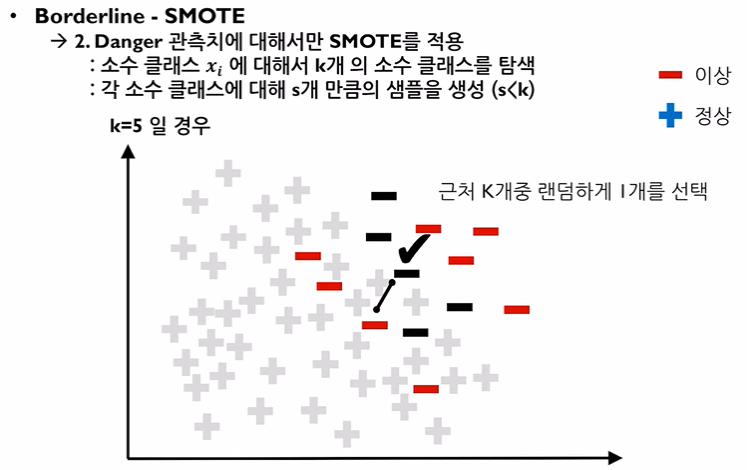 • Borderline - SMOTE
→ 2. Danger 관측치에 대해서만 SMOTE를 적용
: 소수 클래스 𝑥𝑖 에 대해서 k개 의 소수 클래스를 탐색
: 각 소수 클래스에 대해 s개 만큼의 샘플을 생성 (s<k)
이상
정상
k=5 일 경우
근처 K개중 랜덤하게 1개를 선택